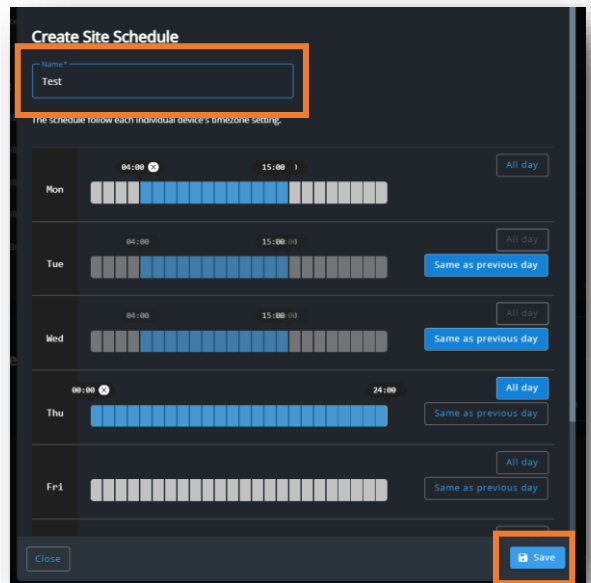 Create Site Schedule
Name*
Test
The schedule follow each individual device's timezone setting.
04:00 15:00 All day
Mon
04:00 15:00 All day
Tue Same as previous day
04:00 15:00 All day
Wed Same as previous day
00:00 24:00 All day
Thu Same as previous day
All day
Fri Same as previous day
Close Save